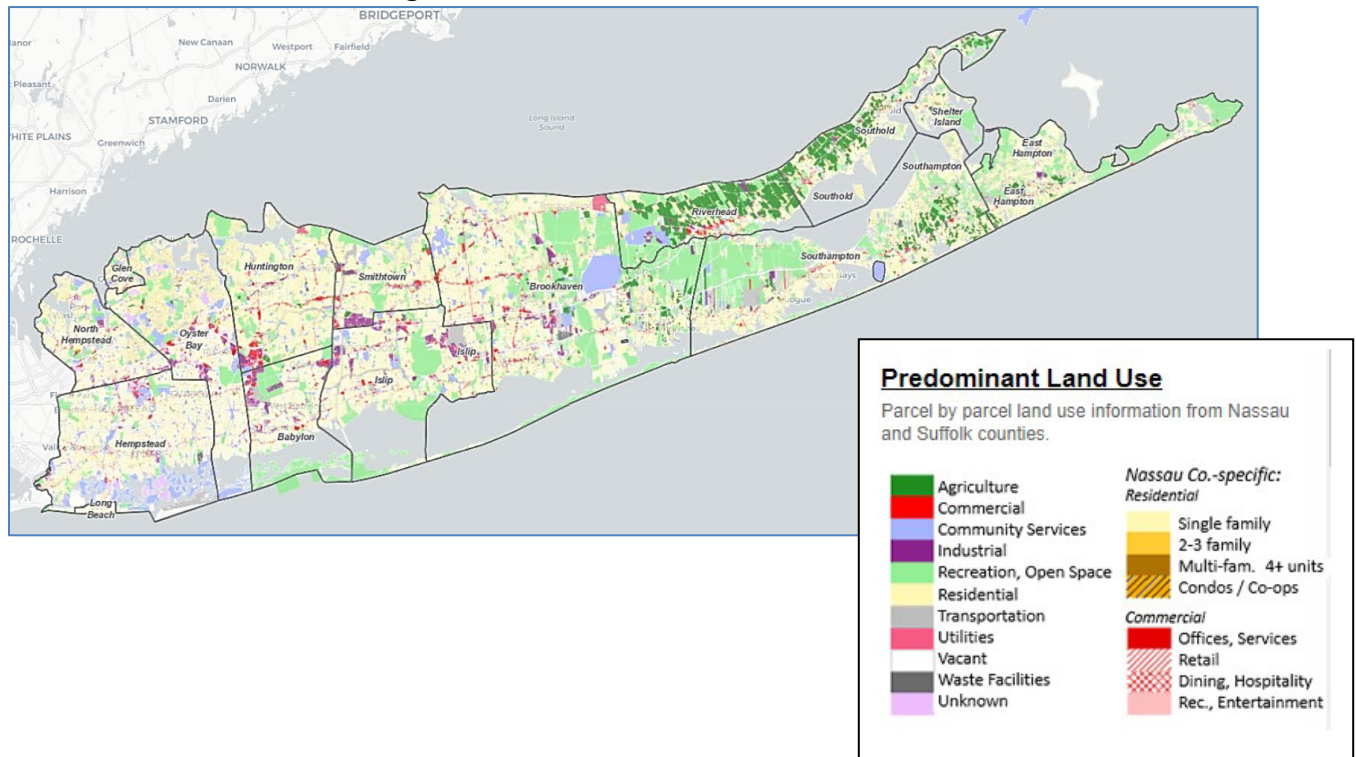 BRIDGEPORT
New Canaan
Westport
Fairfield
NORWALK
Pleasant
Darien
STAMFORD
WHITE PLAINS
Greenwich
Harrison
ROCHELLE
Long Island
Sound
Southold
Shelter
Island
Southampton
East
Hampton
East
Hampton
Riverhead
Southold
Southampton
Glen
Cove
Huntington
Smithtown
Brookhaven
North
Hempstead
Oyster
Bay
Islip
Islip
Hempstead
Babylon
Long
Beach
Predominant Land Use
Parcel by parcel land use information from Nassau
and Suffolk counties.
Agriculture
Commercial
Community Services
Industrial
Recreation, Open Space
Residential
Transportation
Utilities
Vacant
Waste Facilities
Unknown
Nassau Co.-specific:
Residential
Single family
2-3 family
Multi-fam. 4+ units
Condos / Co-ops
Commercial
Offices, Services
Retail
Dining, Hospitality
Rec., Entertainment